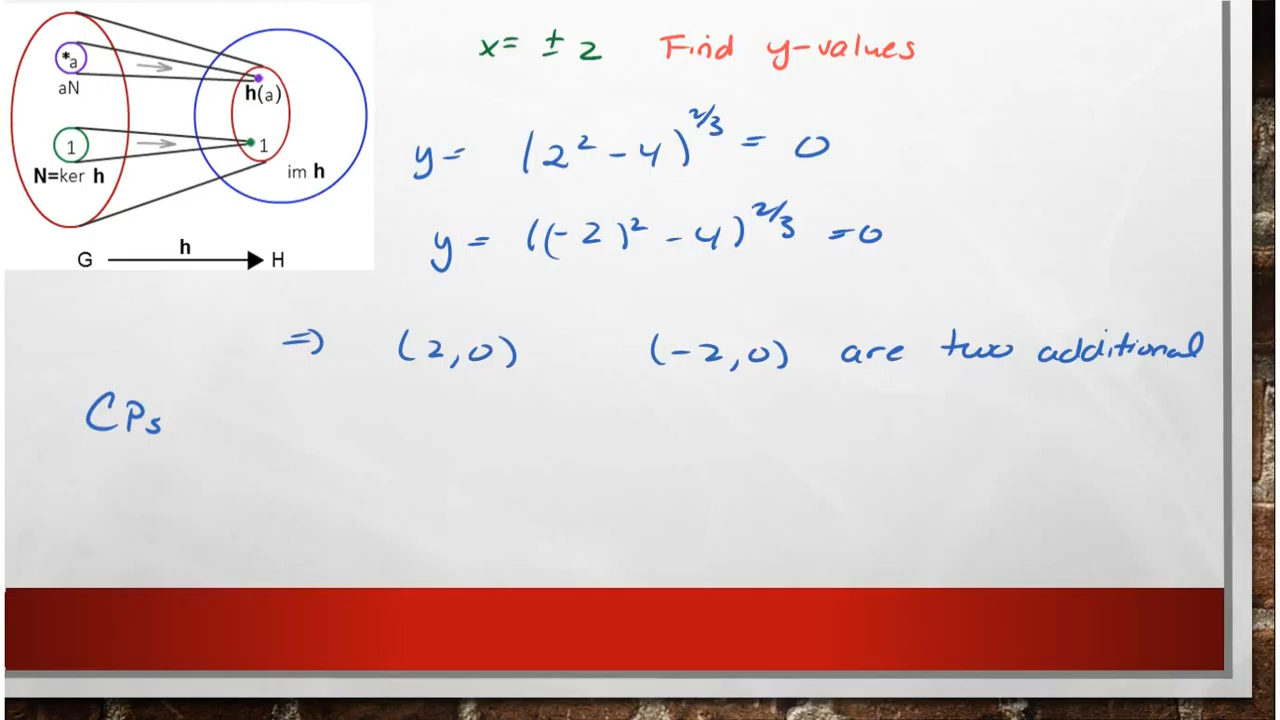 *a
aN
1
N=ker h
h(a)
1
im h
G h H
x= ± 2 Find y-values
y= (2² - 4)^2/3 = 0
y= ((-2)² - 4)^2/3 =0
=) (2,0) (-2,0) are two additional
CPs